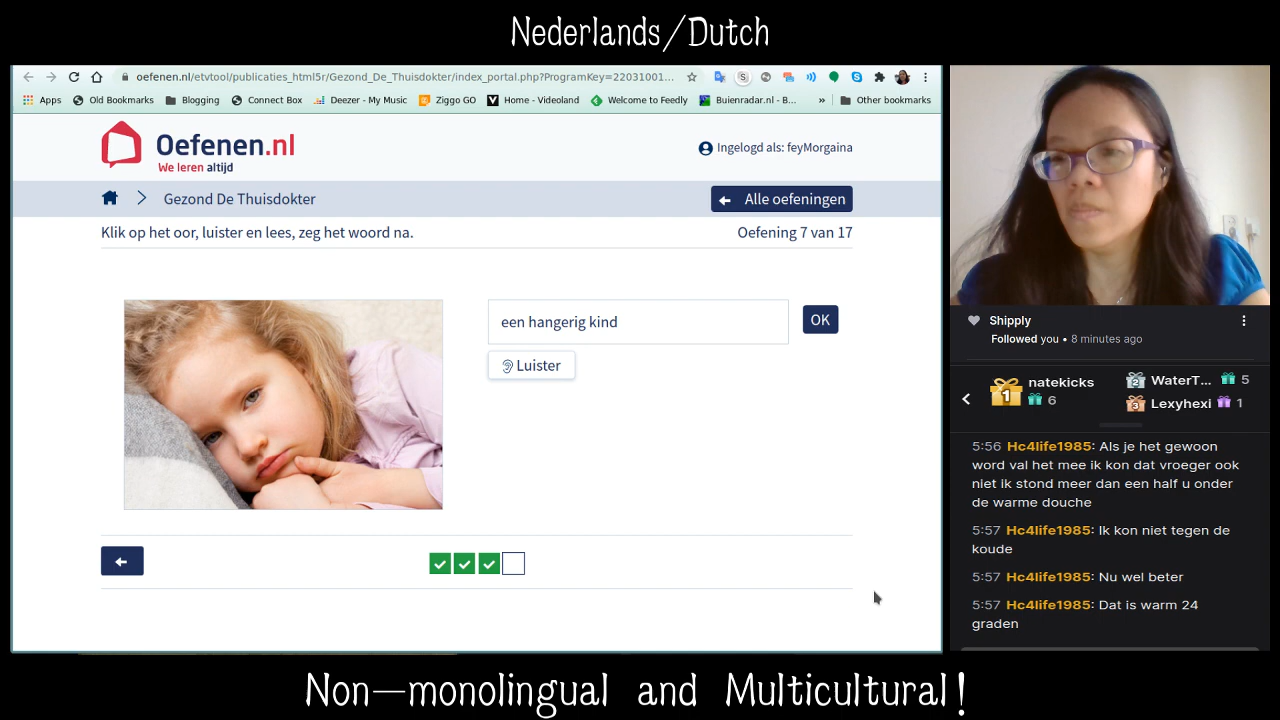 Nederlands/Dutch
oefenen.nl/etvtool/publicaties_html5r/Gezond_De_Thuisdokter/index_portal.php?ProgramKey=22031001...
Apps Old Bookmarks Blogging Connect Box Deezer - My Music Ziggo GO Home - Videoland Welcome to Feedly Buienradar.nl - B... » Other bookmarks
Oefenen.nl
We leren altijd
Ingelogd als: feyMorgaina
Gezond De Thuisdokter
Alle oefeningen
Klik op het oor, luister en lees, zeg het woord na.
Oefening 7 van 17
een hangerig kind
OK
Luister
Shipply
Followed you • 8 minutes ago
1 natekicks
6
2 WaterT... 5
3 Lexyhexi 1
5:56 Hc4life1985: Als je het gewoon
word val het mee ik kon dat vroeger ook
niet ik stond meer dan een half u onder
de warme douche
5:57 Hc4life1985: Ik kon niet tegen de
koude
5:57 Hc4life1985: Nu wel beter
5:57 Hc4life1985: Dat is warm 24
graden
Non-monolingual and Multicultural!